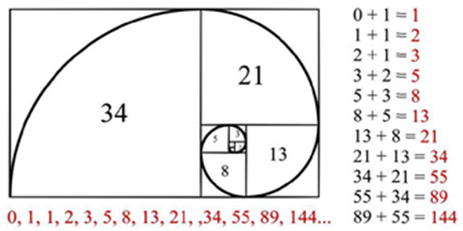 34
21
5
3
8
13
0, 1, 1, 2, 3, 5, 8, 13, 21, ,34, 55, 89, 144...
0 + 1 = 1
1 + 1 = 2
2 + 1 = 3
3 + 2 = 5
5 + 3 = 8
8 + 5 = 13
13 + 8 = 21
21 + 13 = 34
34 + 21 = 55
55 + 34 = 89
89 + 55 = 144